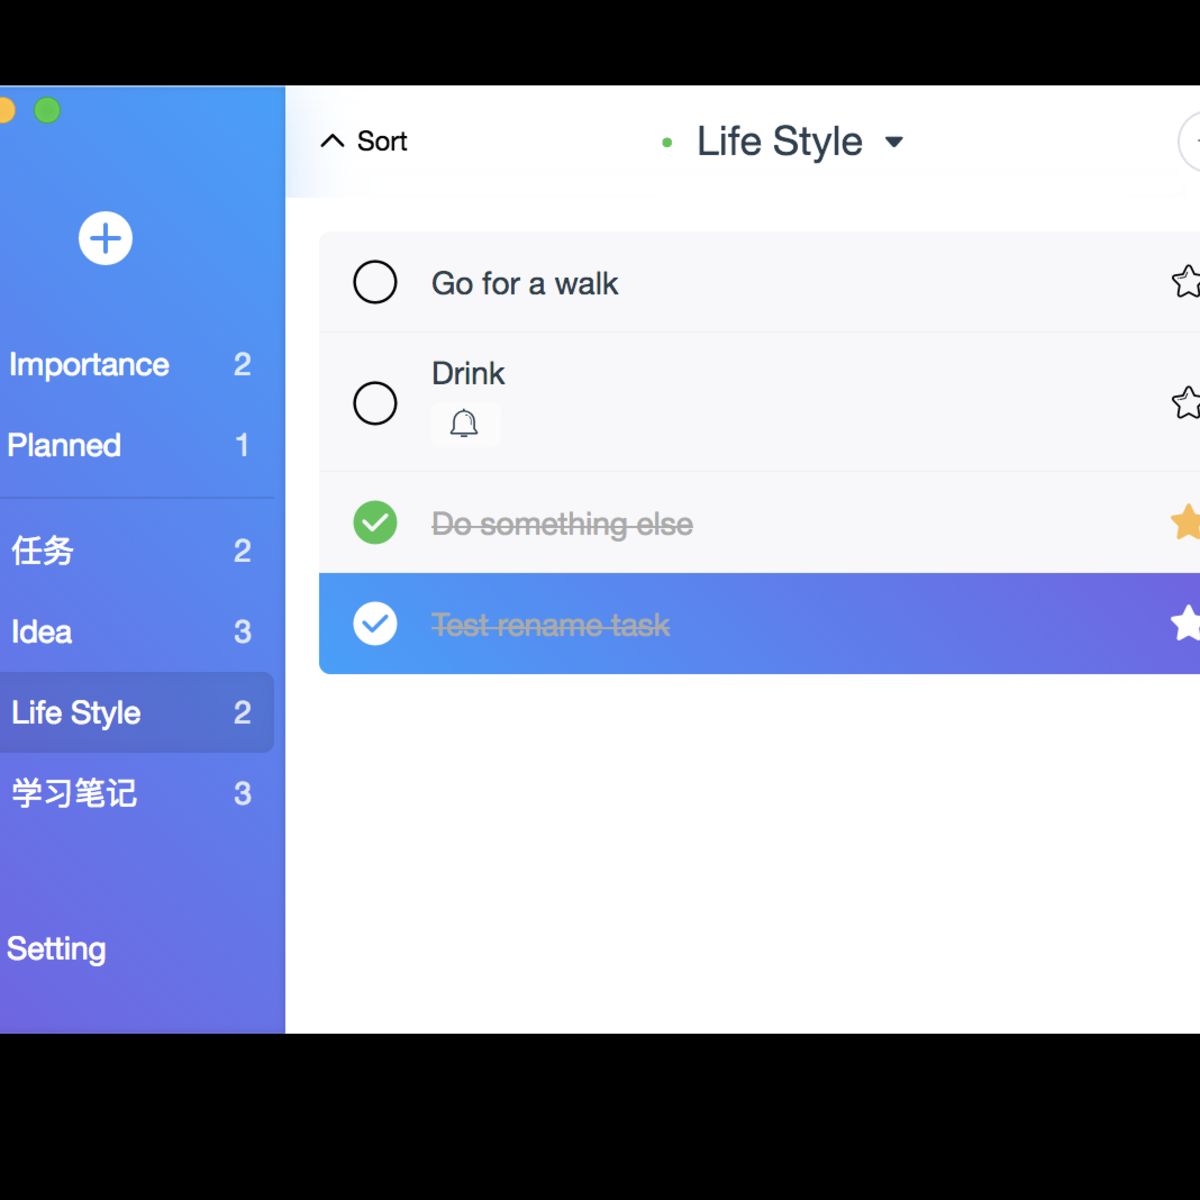 Sort
Life Style
Importance 2
Planned 1
任务 2
Idea 3
Life Style 2
学习笔记 3
Setting
Go for a walk
Drink
Do something else
Test rename task